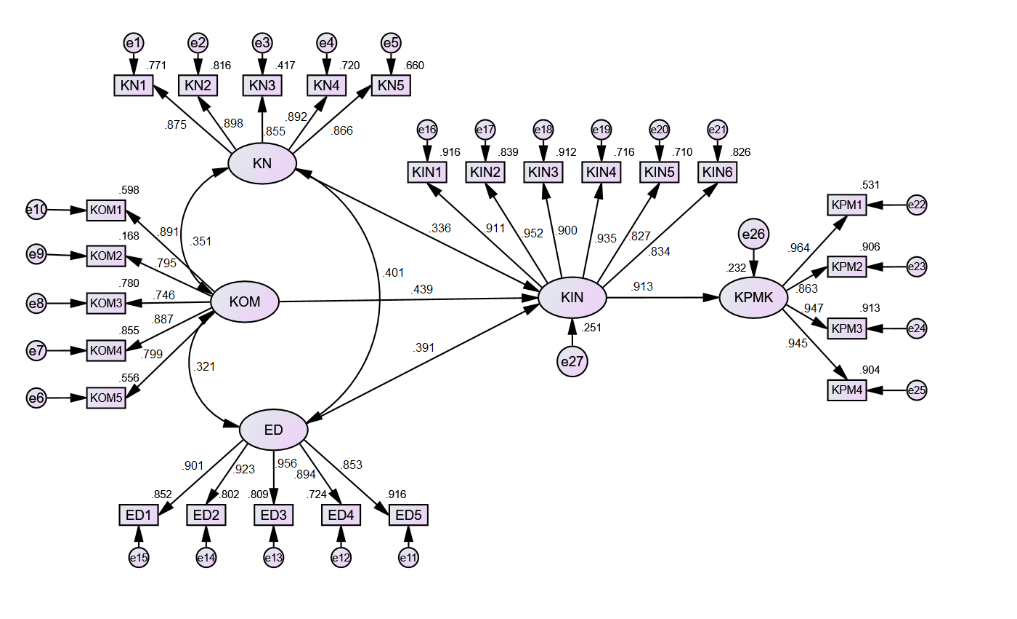 e1 e2 e3 e4 e5
.771 .816 .417 .720 .660
KN1 KN2 KN3 KN4 KN5
.875 .898 .855 .892 .866
KN
e16 e17 e18 e19 e20 e21
.916 .839 .912 .716 .710 .826
KIN1 KIN2 KIN3 KIN4 KIN5 KIN6
.911 .952 .900 .935 .827 .834
.336
.598
e10 KOM1
.891
.168
e9 KOM2
.795
.780
e8 KOM3
.746
.855
e7 KOM4
.887
.799
.556
e6 KOM5
.351
KOM
.401
.439
.321
.391
KIN
.251
e27
.913
e26
.232
KPMK
.531
KPM1 e22
.964
.906
KPM2 e23
.863
.947
.913
KPM3 e24
.945
.904
KPM4 e25
ED
.901 .923 .956 .894 .853
.852 .802 .809 .724 .916
ED1 ED2 ED3 ED4 ED5
e15 e14 e13 e12 e11